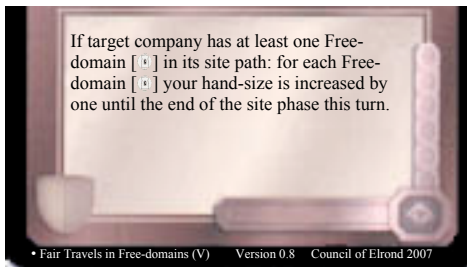 If target company has at least one Free-
domain [] in its site path: for each Free-
domain [] your hand-size is increased by
one until the end of the site phase this turn.
• Fair Travels in Free-domains (V) Version 0.8 Council of Elrond 2007